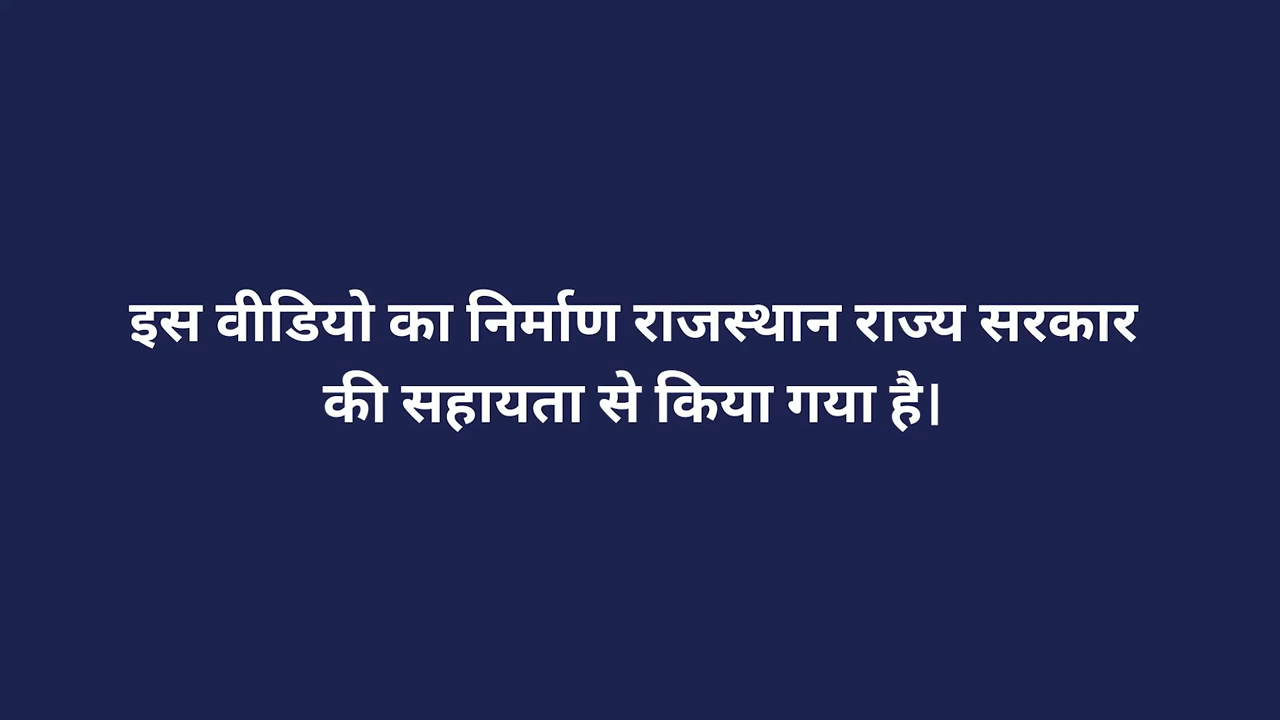 इस वीडियो का निर्माण राजस्थान राज्य सरकार
की सहायता से किया गया है।